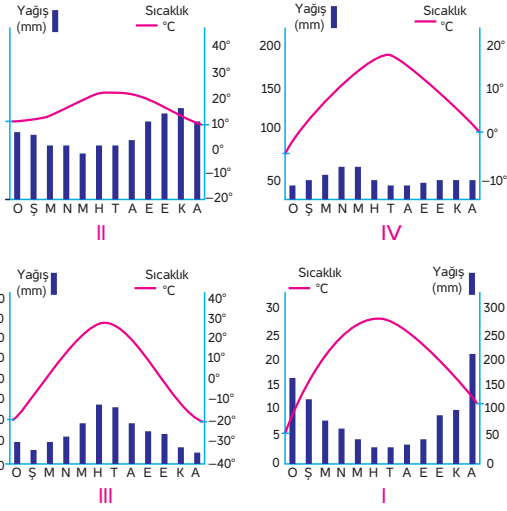 Yağış
(mm)
Sıcaklık
°C
40°
30°
20°
10°
0°
−10°
−20°
O Ş M N M H T A E E K A
II
Yağış
(mm)
Sıcaklık
°C
200
150
100
50
20°
10°
0°
−10°
O Ş M N M H T A E E K A
IV
Yağış
(mm)
Sıcaklık
°C
40°
30°
20°
10°
0°
−10°
−20°
−30°
−40°
O Ş M N M H T A E E K A
III
Sıcaklık
°C
Yağış
(mm)
30
25
20
15
10
5
0
300
250
200
150
100
50
0
O Ş M N M H T A E E K A
I